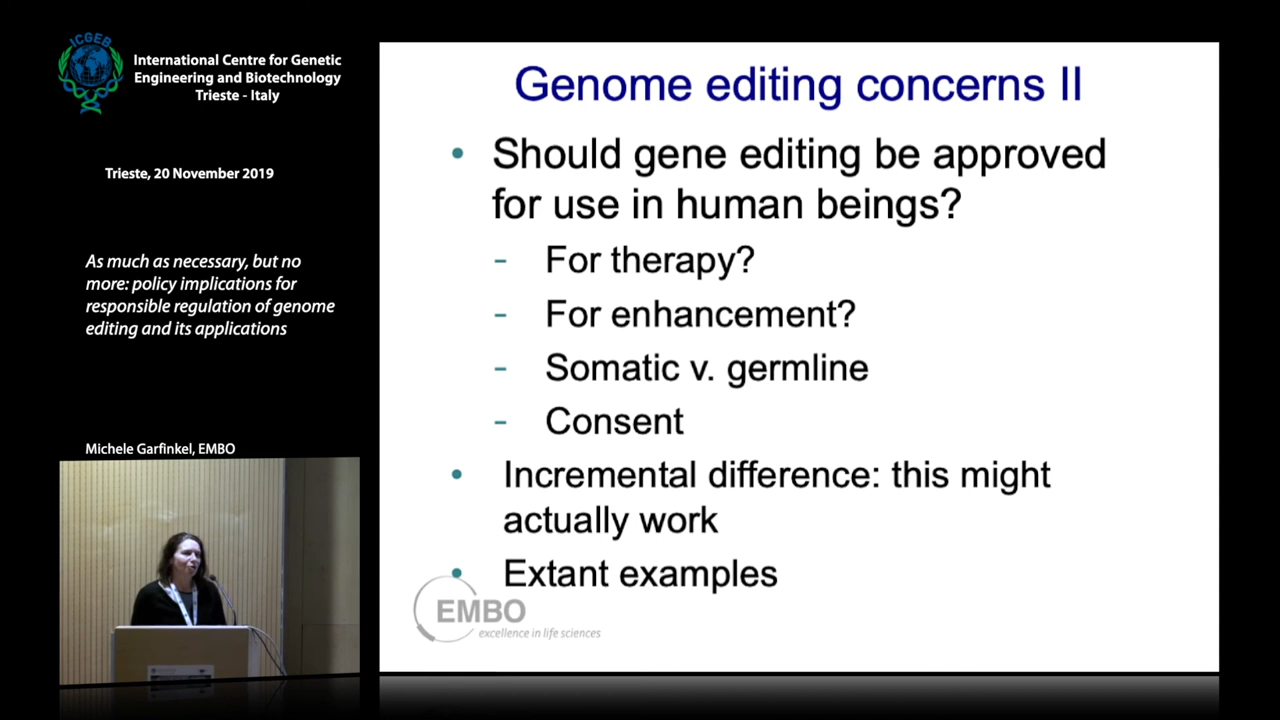 ICGEB
International Centre for Genetic
Engineering and Biotechnology
Trieste - Italy
Trieste, 20 November 2019
As much as necessary, but no
more: policy implications for
responsible regulation of genome
editing and its applications
Michele Garfinkel, EMBO
Genome editing concerns II
• Should gene editing be approved
for use in human beings?
- For therapy?
- For enhancement?
- Somatic v. germline
- Consent
• Incremental difference: this might
actually work
• Extant examples
EMBO
excellence in life sciences